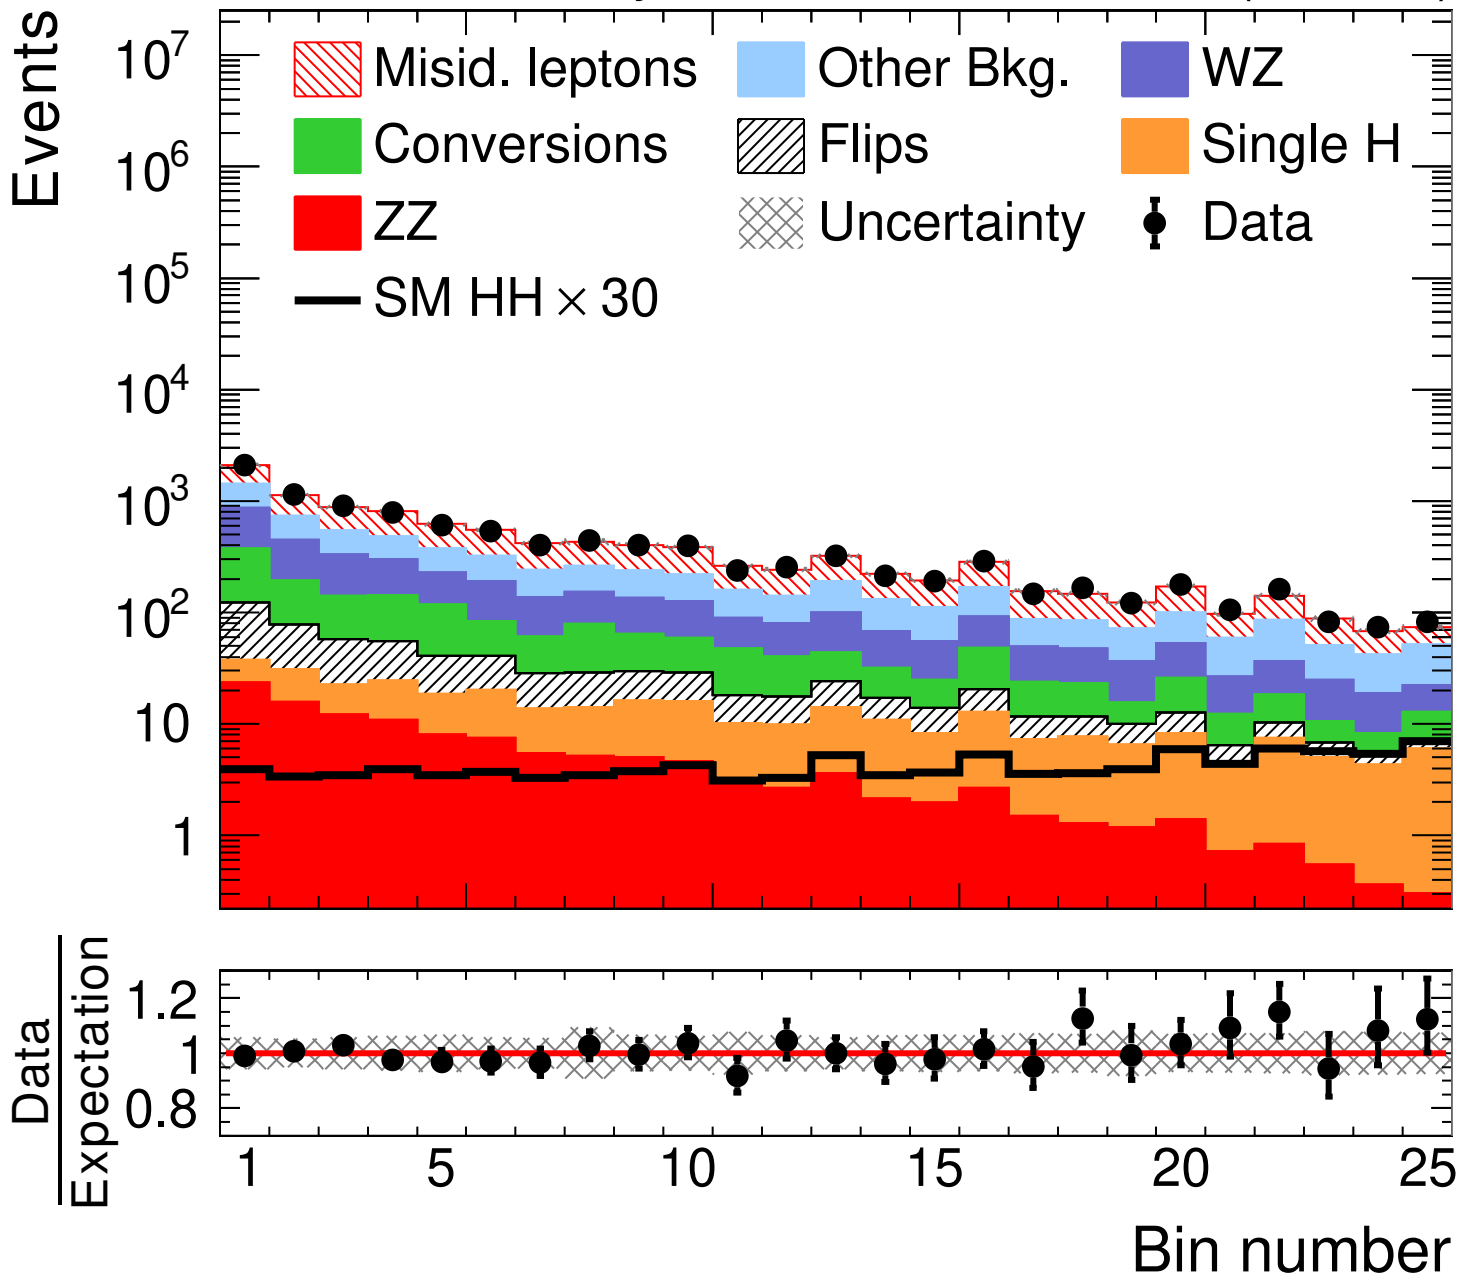 Events
10^7
10^6
10^5
10^4
10^3
10^2
10
1
Misid. leptons
Other Bkg.
WZ
Conversions
Flips
Single H
ZZ
Uncertainty
Data
SM HH × 30
Data
Expectation
1.2
1
0.8
1 5 10 15 20 25
Bin number